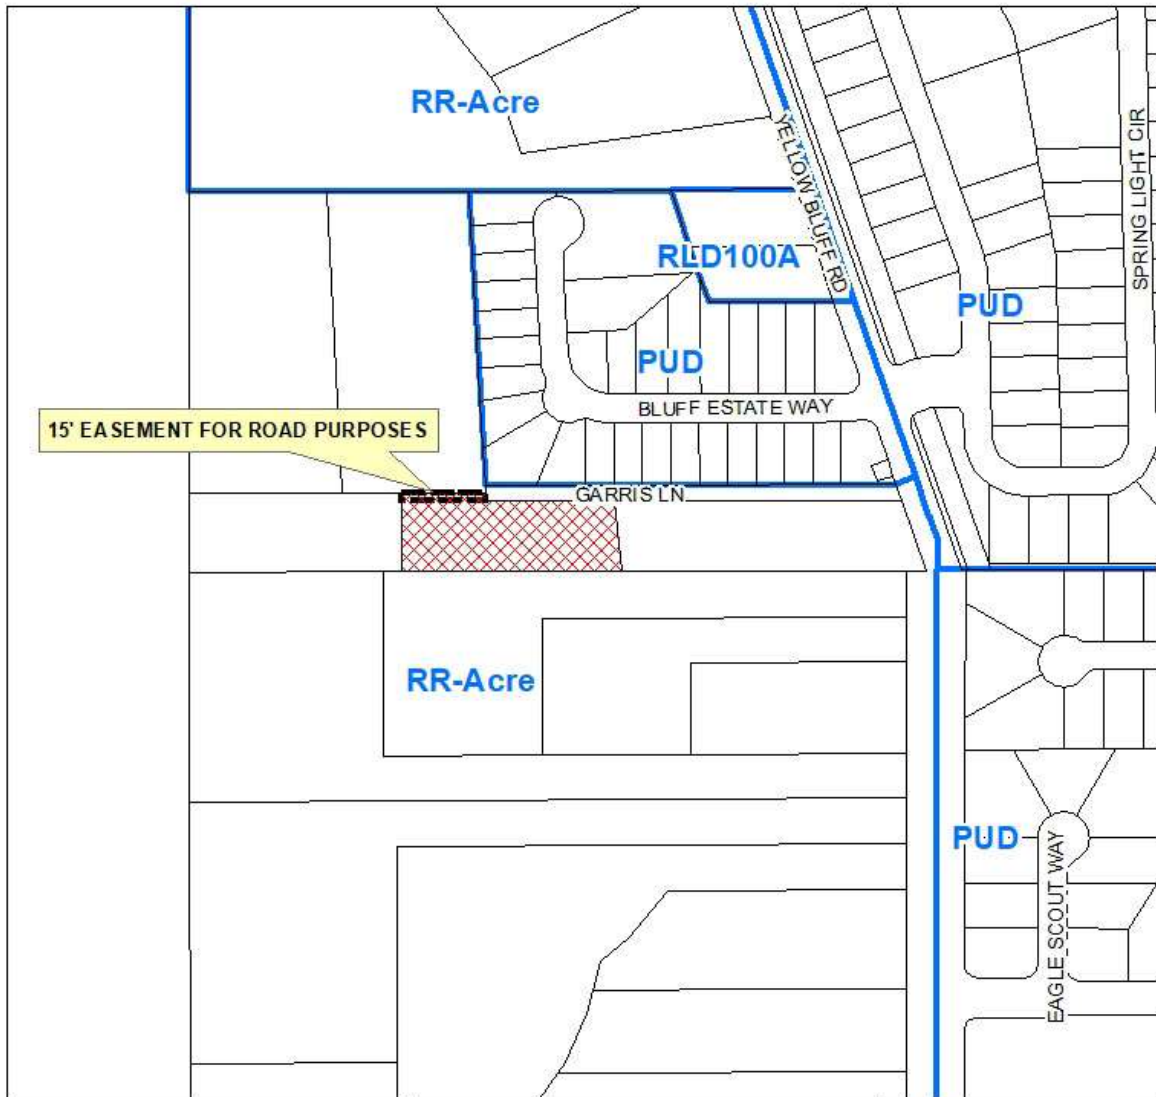 RR-Acre
YELLOW BLUFF RD
SPRING LIGHT CIR
RLD100A
PUD
PUD
BLUFF ESTATE WAY
15' EASEMENT FOR ROAD PURPOSES
GARRIS LN
RR-Acre
PUD
EAGLE SCOUT WAY